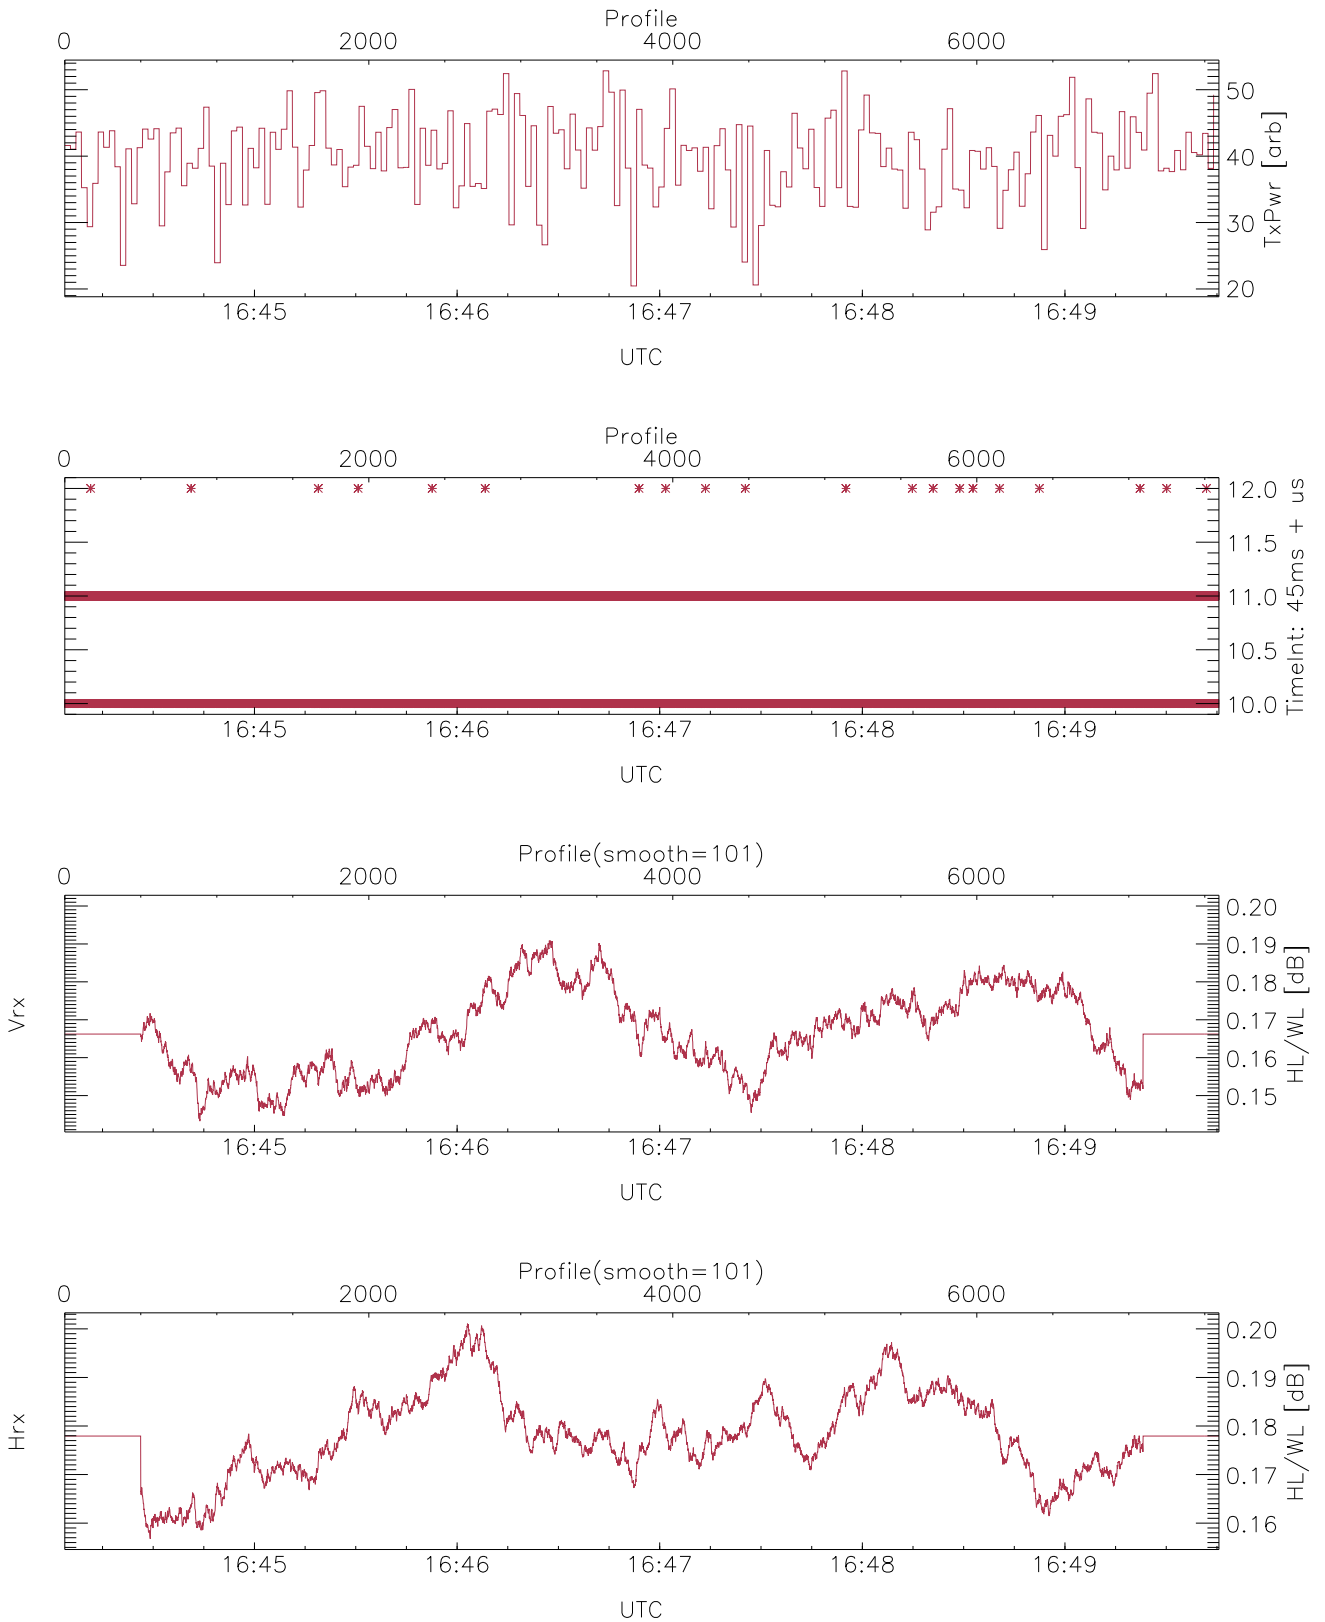 Profile
0 2000 4000 6000
50
40
30
20
TxPwr [arb]
16:45 16:46 16:47 16:48 16:49
UTC
Profile
0 2000 4000 6000
12.0
11.5
11.0
10.5
10.0
TimeInt: 45ms + us
16:45 16:46 16:47 16:48 16:49
UTC
Profile(smooth=101)
0 2000 4000 6000
Vrx
0.20
0.19
0.18
0.17
0.16
0.15
HL/WL [dB]
16:45 16:46 16:47 16:48 16:49
UTC
Profile(smooth=101)
0 2000 4000 6000
Hrx
0.20
0.19
0.18
0.17
0.16
HL/WL [dB]
16:45 16:46 16:47 16:48 16:49
UTC